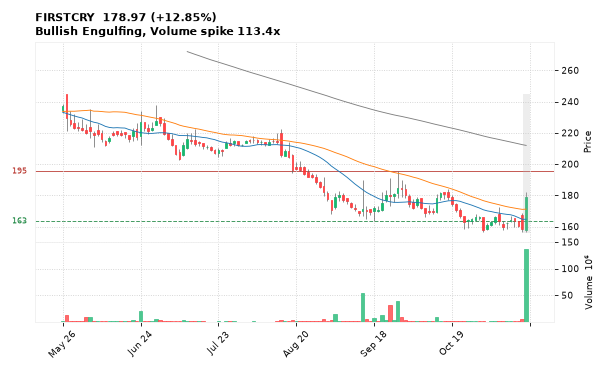 FIRSTCRY 178.97 (+12.85%)
Bullish Engulfing, Volume spike 113.4x
260
240
220
200
180
160
195
163
Price
150
100
50
Volume 10⁴
May 26
Jun 24
Jul 23
Aug 20
Sep 18
Oct 19